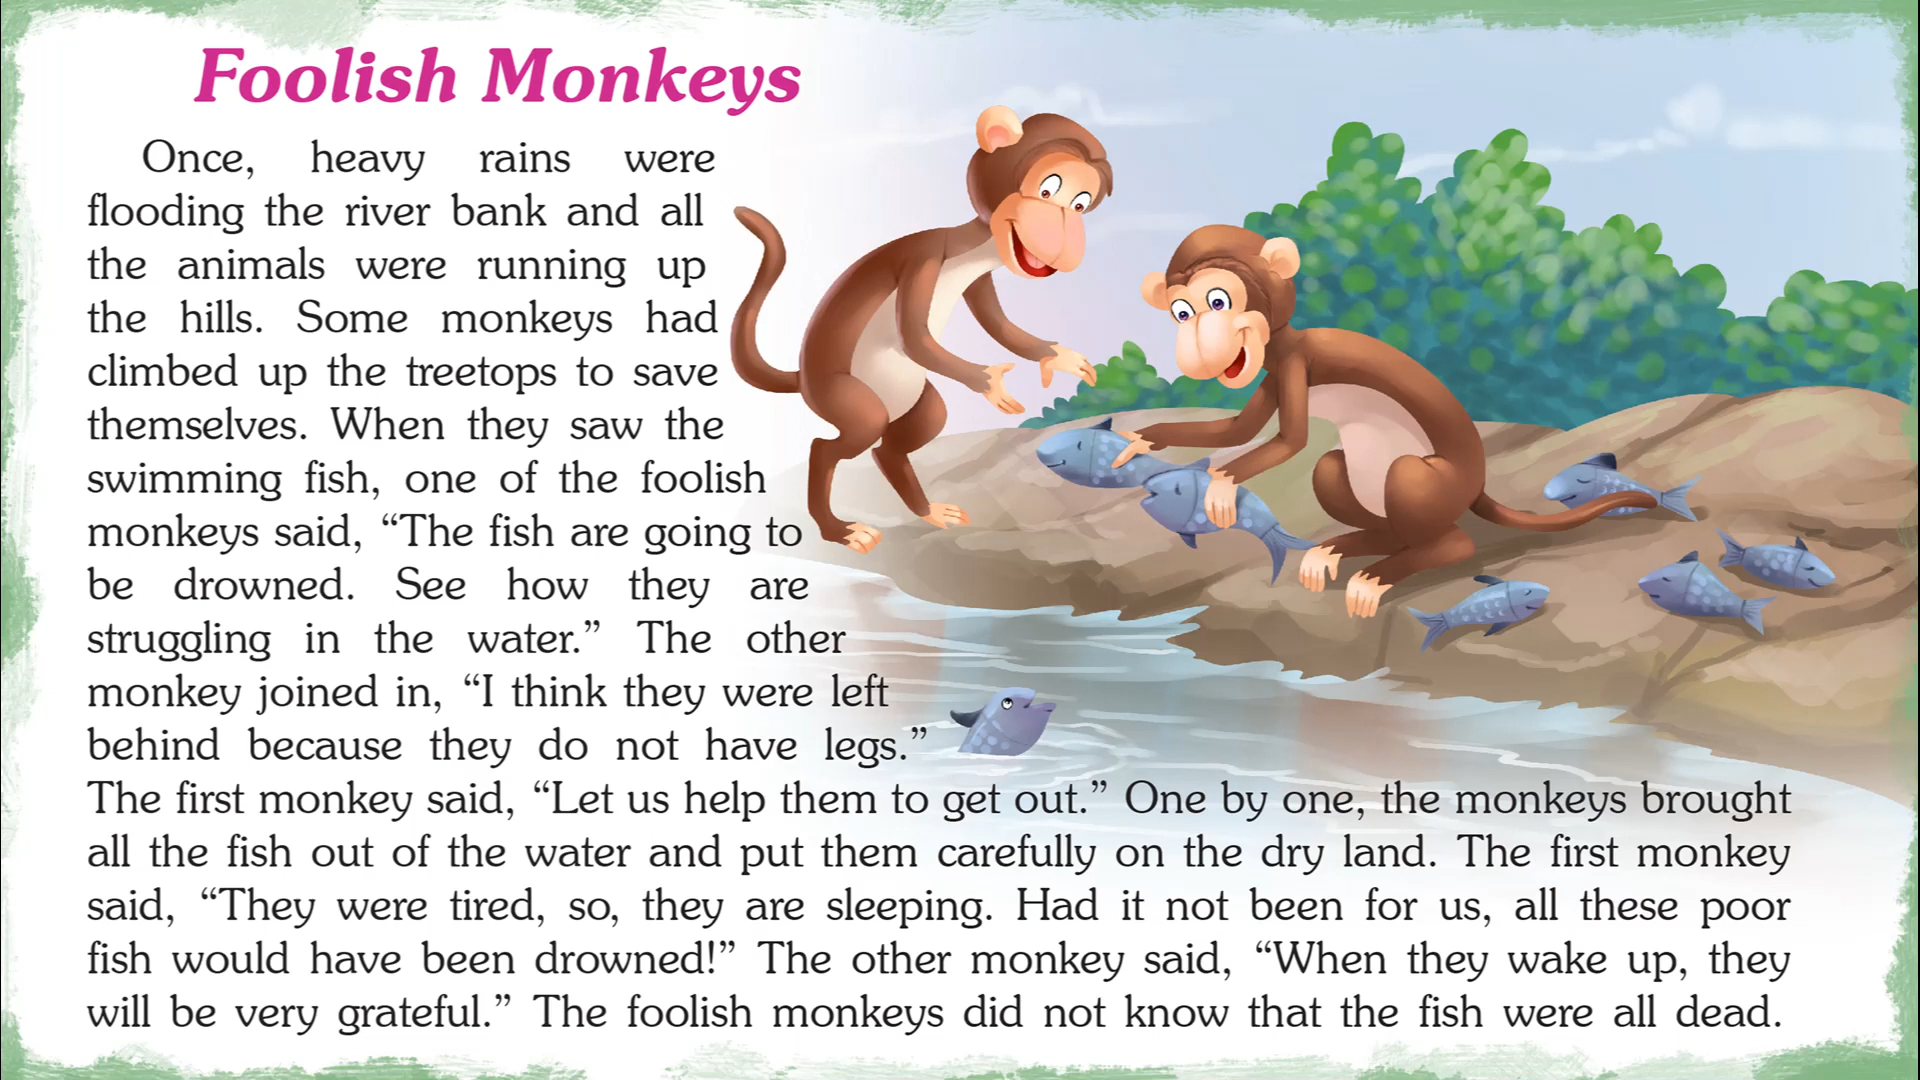 Foolish Monkeys
Once, heavy rains were
flooding the river bank and all
the animals were running up
the hills. Some monkeys had
climbed up the treetops to save
themselves. When they saw the
swimming fish, one of the foolish
monkeys said, “The fish are going to
be drowned. See how they are
struggling in the water.” The other
monkey joined in, “I think they were left
behind because they do not have legs.”
The first monkey said, “Let us help them to get out.” One by one, the monkeys brought
all the fish out of the water and put them carefully on the dry land. The first monkey
said, “They were tired, so, they are sleeping. Had it not been for us, all these poor
fish would have been drowned!” The other monkey said, “When they wake up, they
will be very grateful.” The foolish monkeys did not know that the fish were all dead.